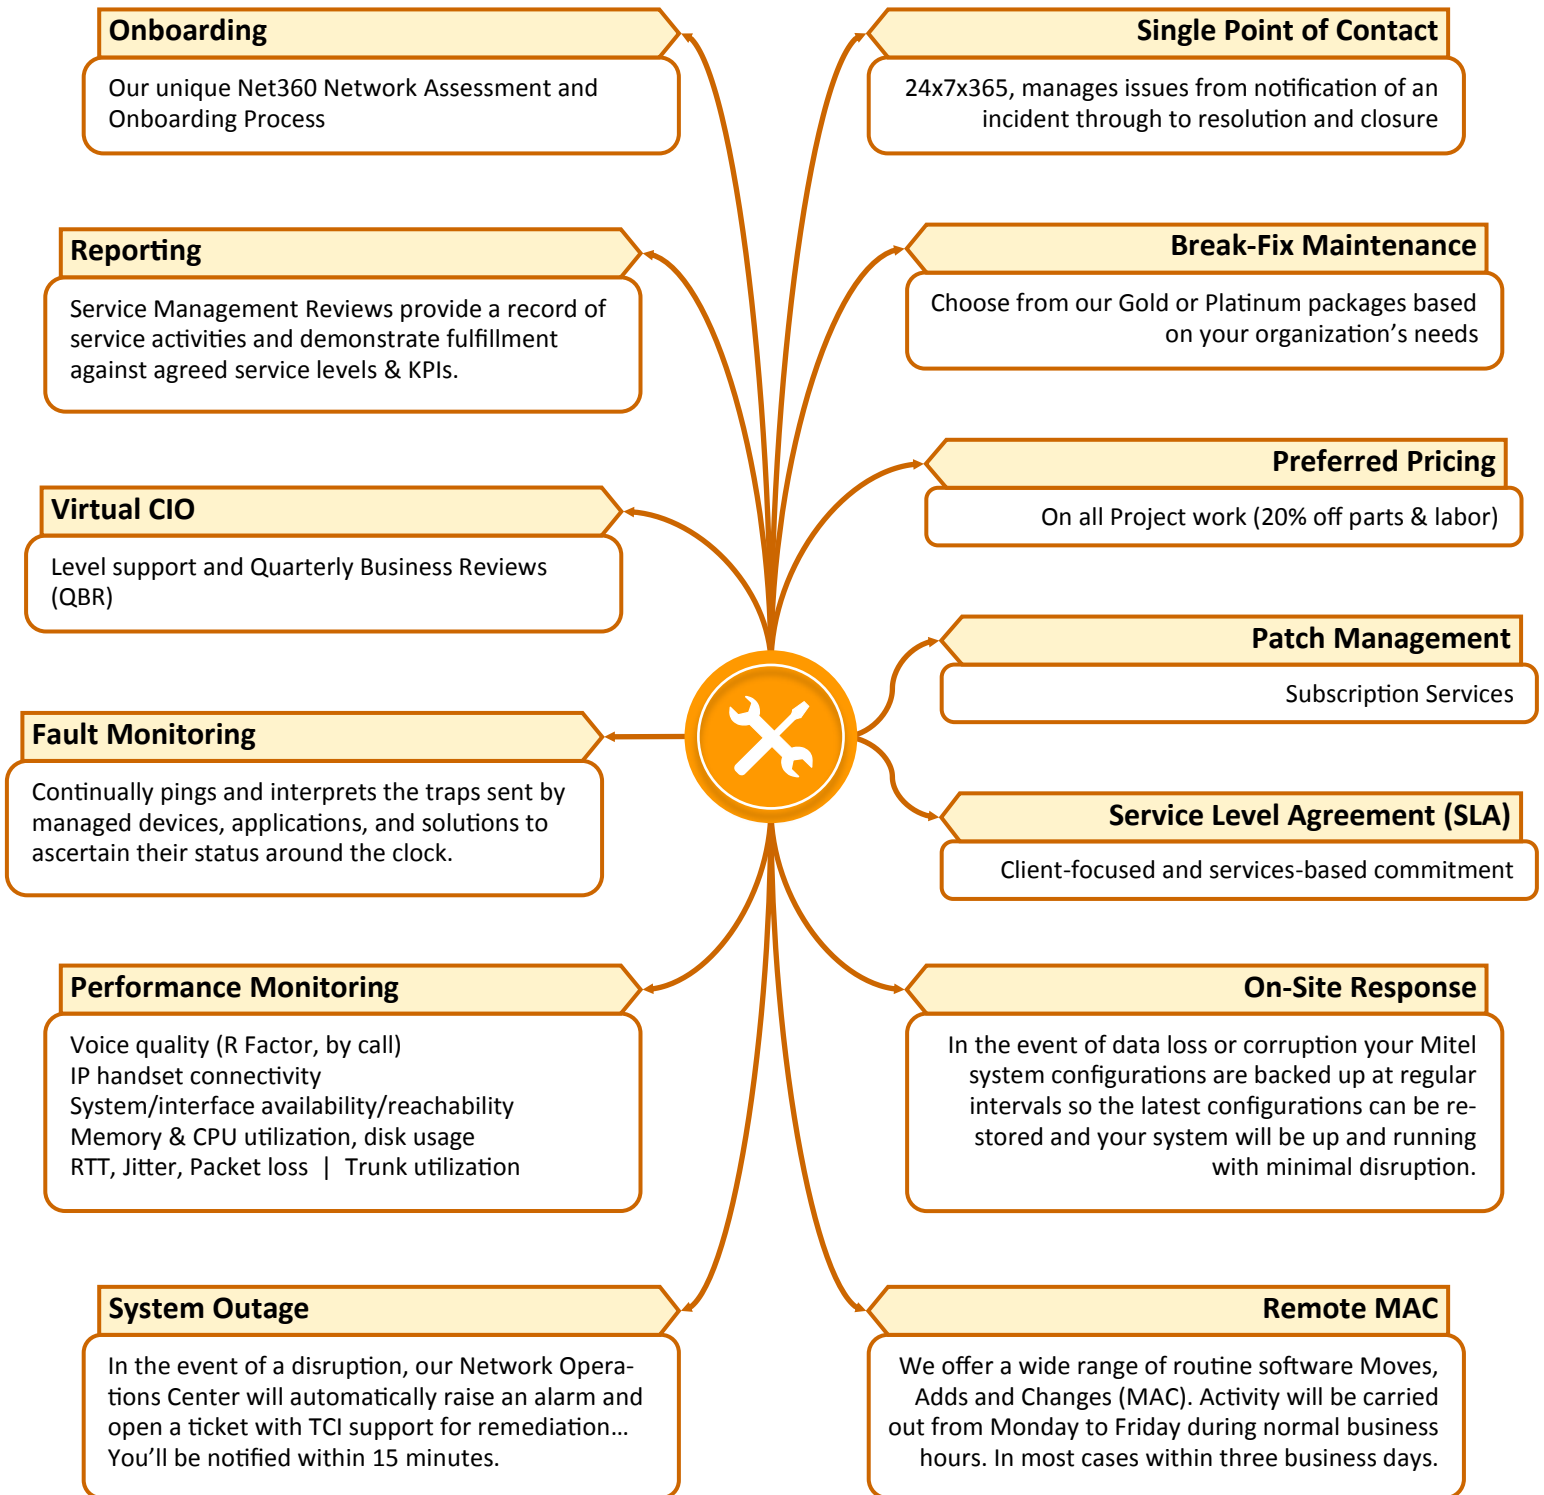 Onboarding
Our unique Net360 Network Assessment and
Onboarding Process
Reporting
Service Management Reviews provide a record of
service activities and demonstrate fulfillment
against agreed service levels & KPIs.
Virtual CIO
Level support and Quarterly Business Reviews
(QBR)
Fault Monitoring
Continually pings and interprets the traps sent by
managed devices, applications, and solutions to
ascertain their status around the clock.
Performance Monitoring
Voice quality (R Factor, by call)
IP handset connectivity
System/interface availability/reachability
Memory & CPU utilization, disk usage
RTT, Jitter, Packet loss | Trunk utilization
System Outage
In the event of a disruption, our Network Opera-
tions Center will automatically raise an alarm and
open a ticket with TCI support for remediation…
You’ll be notified within 15 minutes.
Single Point of Contact
24x7x365, manages issues from notification of an
incident through to resolution and closure
Break-Fix Maintenance
Choose from our Gold or Platinum packages based
on your organization’s needs
Preferred Pricing
On all Project work (20% off parts & labor)
Patch Management
Subscription Services
Service Level Agreement (SLA)
Client-focused and services-based commitment
On-Site Response
In the event of data loss or corruption your Mitel
system configurations are backed up at regular
intervals so the latest configurations can be re-
stored and your system will be up and running
with minimal disruption.
Remote MAC
We offer a wide range of routine software Moves,
Adds and Changes (MAC). Activity will be carried
out from Monday to Friday during normal business
hours. In most cases within three business days.